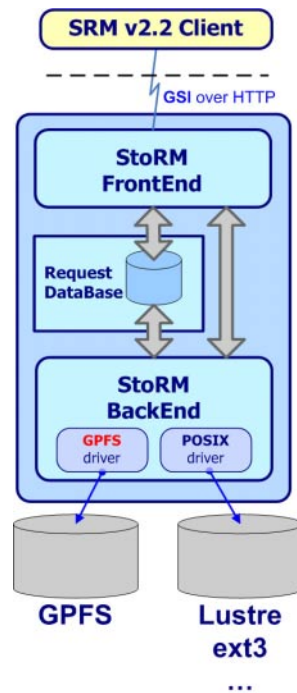 SRM v2.2 Client
GSI over HTTP
StoRM
FrontEnd
Request
DataBase
StoRM
BackEnd
GPFS
driver
POSIX
driver
GPFS
Lustre
ext3
...